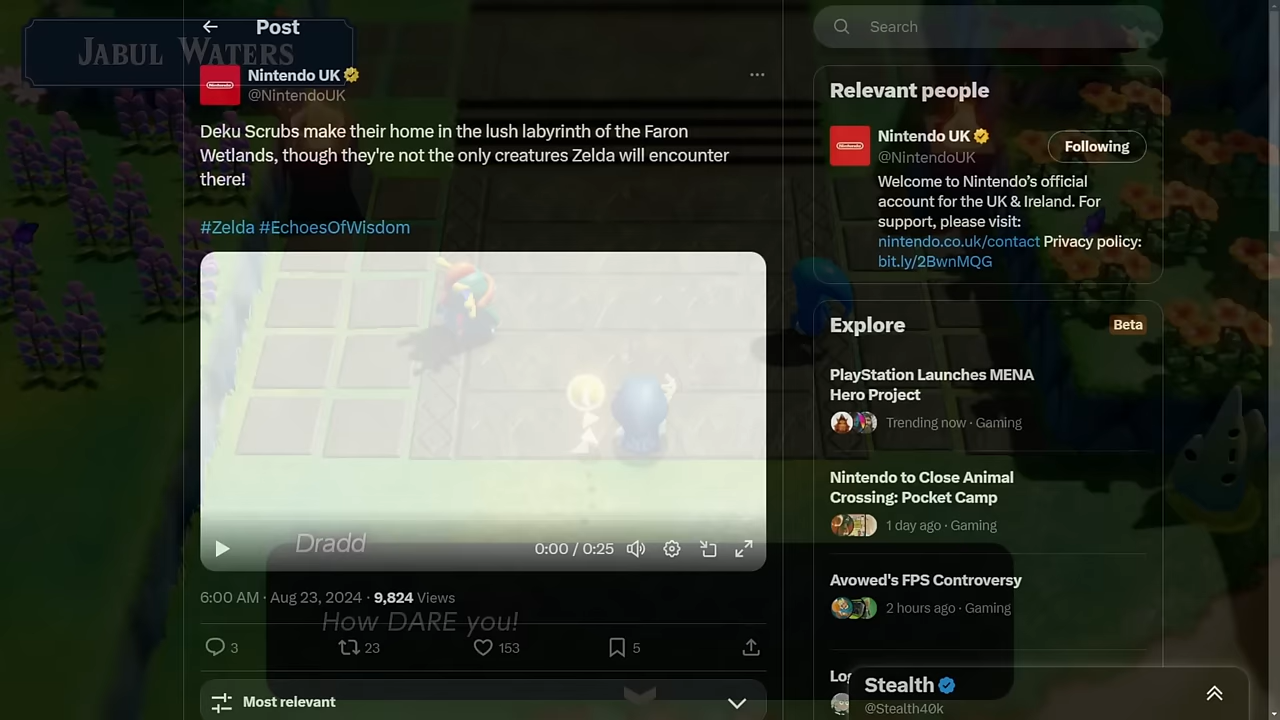 JABUL WATERS
Post
Search
Nintendo UK
@NintendoUK
Deku Scrubs make their home in the lush labyrinth of the Faron
Wetlands, though they're not the only creatures Zelda will encounter
there!
#Zelda #EchoesOfWisdom
Dradd
0:00 / 0:25
6:00 AM · Aug 23, 2024 · 9,824 Views
How DARE you!
3
23
153
5
Most relevant
Relevant people
Nintendo
Nintendo UK
@NintendoUK
Following
Welcome to Nintendo’s official
account for the UK & Ireland. For
support, please visit:
nintendo.co.uk/contact Privacy policy:
bit.ly/2BwnMQG
Explore
Beta
PlayStation Launches MENA
Hero Project
Trending now · Gaming
Nintendo to Close Animal
Crossing: Pocket Camp
1 day ago · Gaming
Avowed's FPS Controversy
2 hours ago · Gaming
Stealth
@Stealth40k